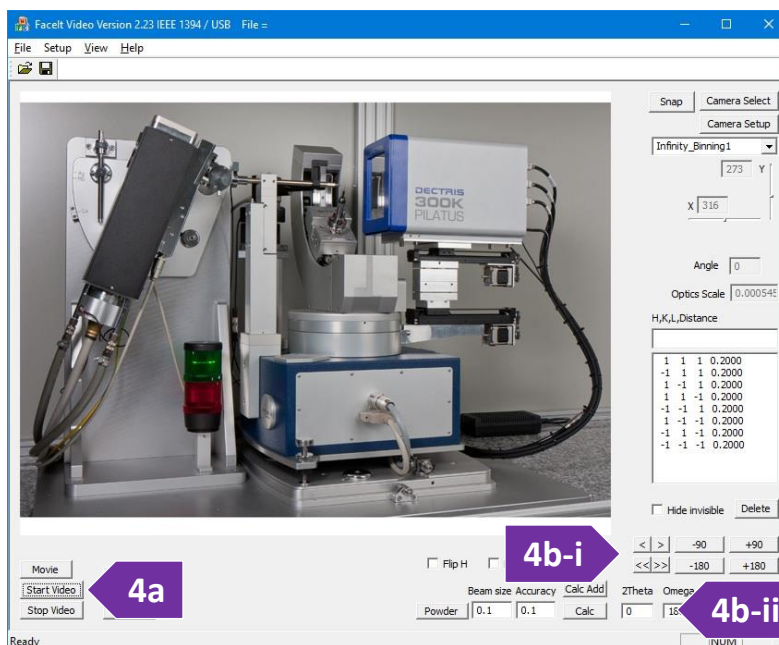 FaceIt Video Version 2.23 IEEE 1394 / USB File =
File Setup View Help
Snap Camera Select
Camera Setup
Infinity_Binning1
273 Y
X 316
Angle 0
Optics Scale 0.000545
H,K,L,Distance
1 1 1 0.2000
-1 1 1 0.2000
1 -1 1 0.2000
1 1 -1 0.2000
-1 -1 1 0.2000
1 -1 -1 0.2000
-1 1 -1 0.2000
-1 -1 -1 0.2000
DECTRIS
300K
PILATUS
Hide invisible Delete
< > -90 +90
<< >> -180 +180
4b-i
Flip H
Movie
Start Video
4a
Stop Video
Beam size Accuracy Calc Add 2Theta Omega
Powder 0.1 0.1 Calc 0 18
4b-ii
Ready NUM